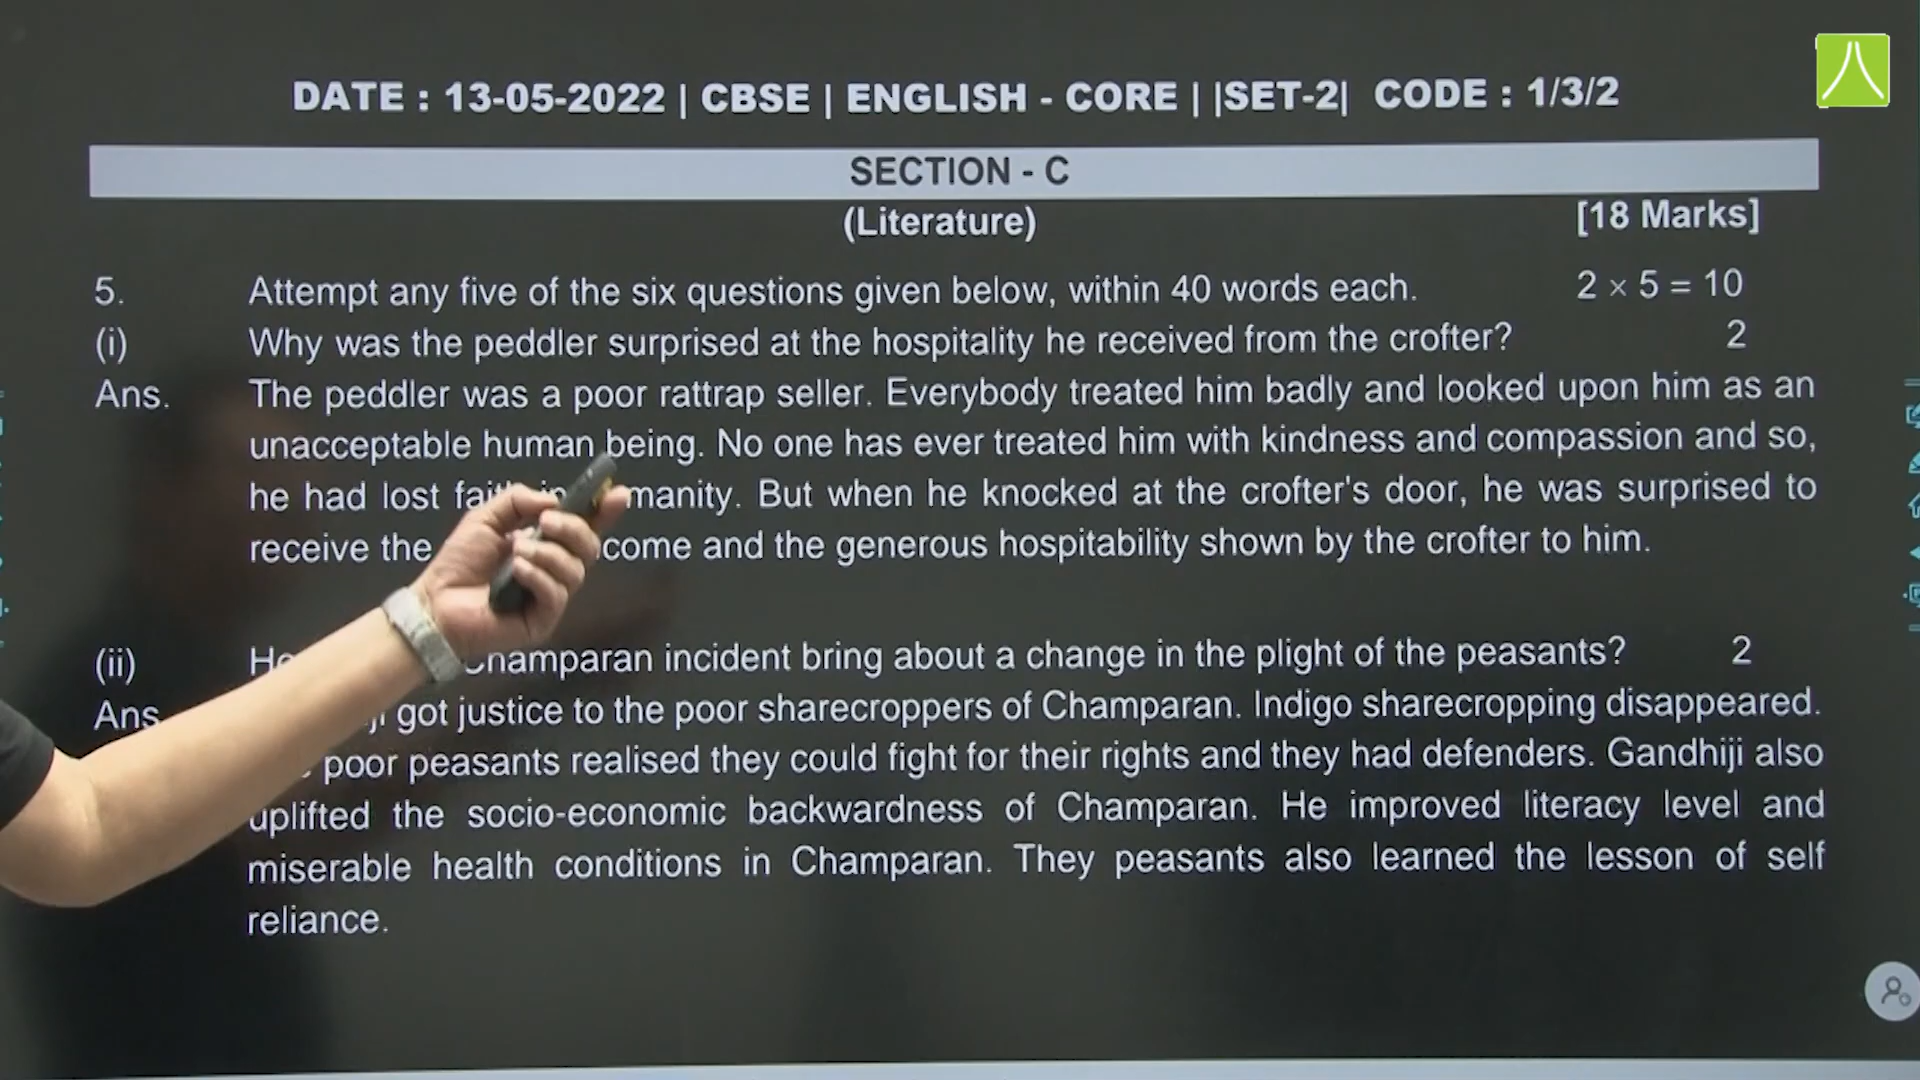 DATE : 13-05-2022 | CBSE | ENGLISH - CORE | |SET-2| CODE : 1/3/2
SECTION - C
(Literature) [18 Marks]
5. Attempt any five of the six questions given below, within 40 words each. 2 × 5 = 10
(i) Why was the peddler surprised at the hospitality he received from the crofter? 2
Ans. The peddler was a poor rattrap seller. Everybody treated him badly and looked upon him as an
unacceptable human being. No one has ever treated him with kindness and compassion and so,
he had lost manity. But when he knocked at the crofter's door, he was surprised to
receive the come and the generous hospitability shown by the crofter to him.
(ii) Champaran incident bring about a change in the plight of the peasants? 2
Ans got justice to the poor sharecroppers of Champaran. Indigo sharecropping disappeared.
poor peasants realised they could fight for their rights and they had defenders. Gandhiji also
uplifted the socio-economic backwardness of Champaran. He improved literacy level and
miserable health conditions in Champaran. They peasants also learned the lesson of self
reliance.